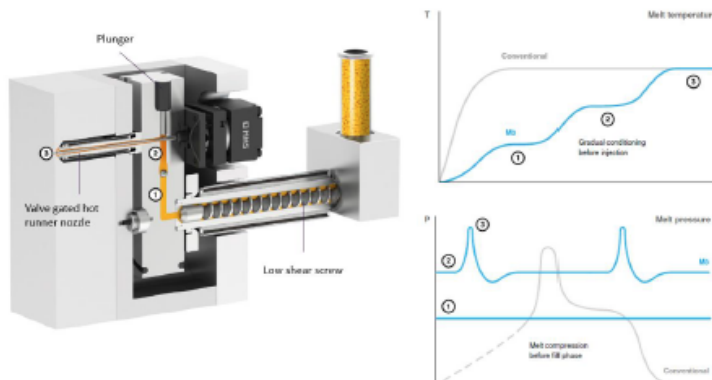 Plunger
Valve gated hot
runner nozzle
Low shear screw
3
2
1
T
Melt temperature
Conventional
Mb
1
2
3
Gradual conditioning
before injection
P
Melt pressure
3
2
Mb
1
Melt compression
before fill phase
Conventional